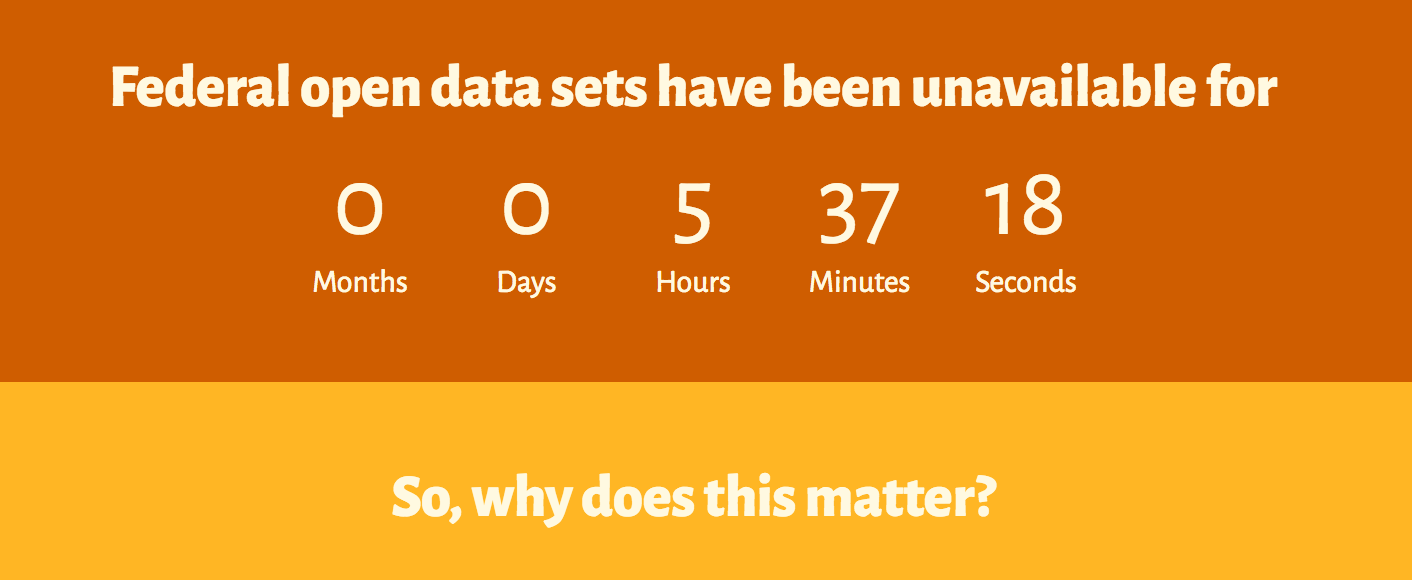 Federal open data sets have been unavailable for
0 0 5 37 18
Months Days Hours Minutes Seconds
So, why does this matter?